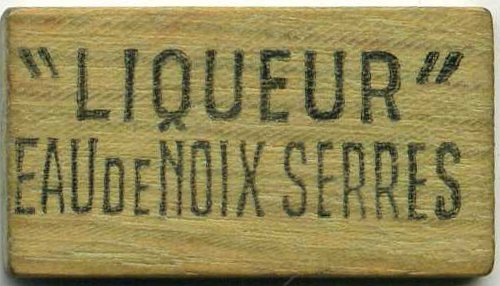 "LIQUEUR"
EAU DE NOIX SERRES